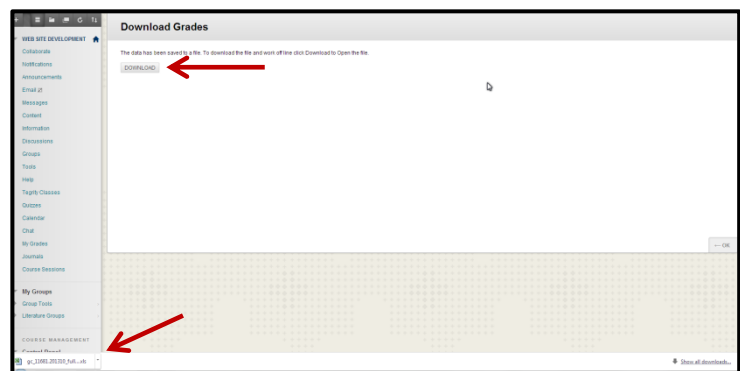 Download Grades
The data has been saved to a file. To download the file and work off line click Download to Open the file.
DOWNLOAD
WEB SITE DEVELOPMENT
Collaborate
Notifications
Announcements
Email
Messages
Content
Information
Discussions
Groups
Tools
Help
Tegrity Classes
Quizzes
Calendar
Chat
My Grades
Journals
Course Sessions
My Groups
Group Tools
Literature Groups
COURSE MANAGEMENT
Control Panel
OK
Show all downloads...